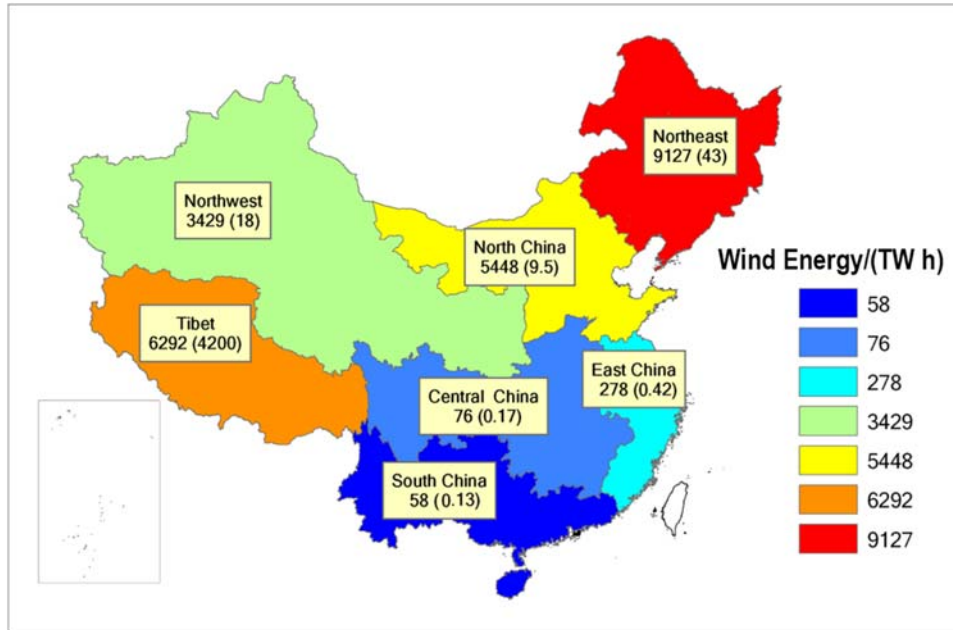 Northeast
9127 (43)
Northwest
3429 (18)
North China
5448 (9.5)
Wind Energy/(TW h)
58
76
278
3429
5448
6292
9127
Tibet
6292 (4200)
East China
278 (0.42)
Central China
76 (0.17)
South China
58 (0.13)